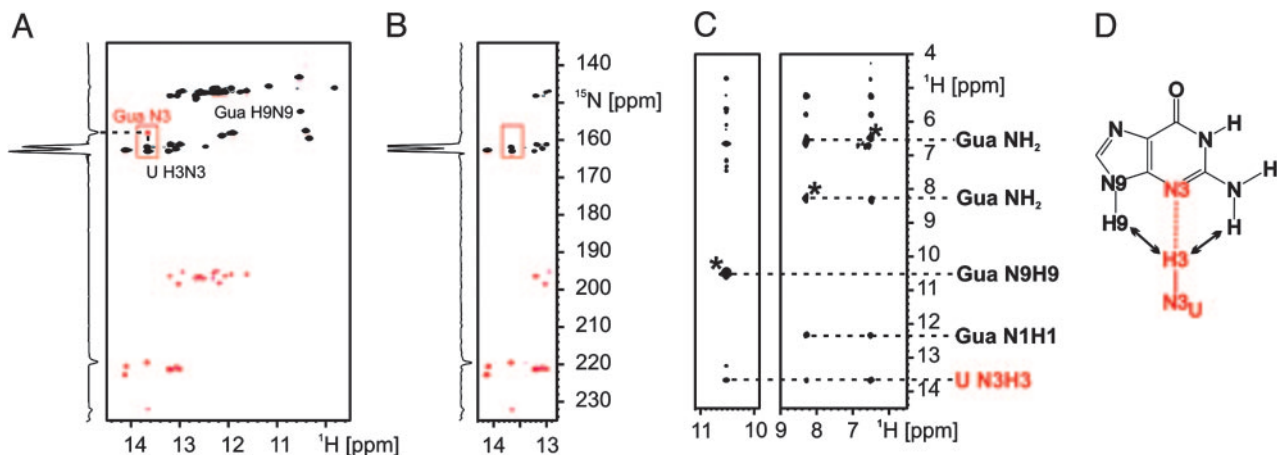 A
Gua N3
Gua H9N9
U H3N3
14 13 12 11 ¹H [ppm]
B
¹⁵N [ppm]
140
150
160
170
180
190
200
210
220
230
14 13
C
¹H [ppm]
4
5
6
7
8
9
10
11
12
13
14
*
*
*
*
Gua NH₂
Gua NH₂
Gua N9H9
Gua N1H1
U N3H3
11 10 9 8 7 ¹H [ppm]
D
O
N
N
H
N9
N3
N
H
H9
H
H3
N3U